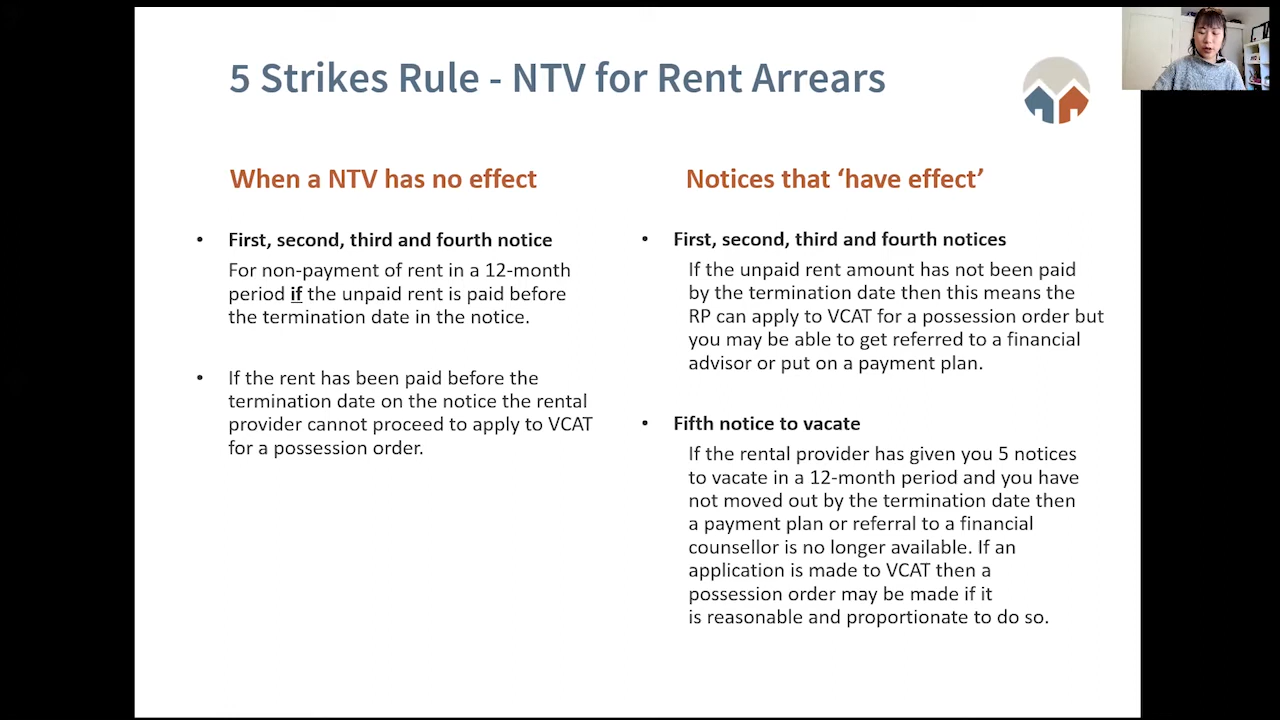 5 Strikes Rule - NTV for Rent Arrears
When a NTV has no effect
• First, second, third and fourth notice
For non-payment of rent in a 12-month
period if the unpaid rent is paid before
the termination date in the notice.
• If the rent has been paid before the
termination date on the notice the rental
provider cannot proceed to apply to VCAT
for a possession order.
Notices that ‘have effect’
• First, second, third and fourth notices
If the unpaid rent amount has not been paid
by the termination date then this means the
RP can apply to VCAT for a possession order but
you may be able to get referred to a financial
advisor or put on a payment plan.
• Fifth notice to vacate
If the rental provider has given you 5 notices
to vacate in a 12-month period and you have
not moved out by the termination date then
a payment plan or referral to a financial
counsellor is no longer available. If an
application is made to VCAT then a
possession order may be made if it
is reasonable and proportionate to do so.